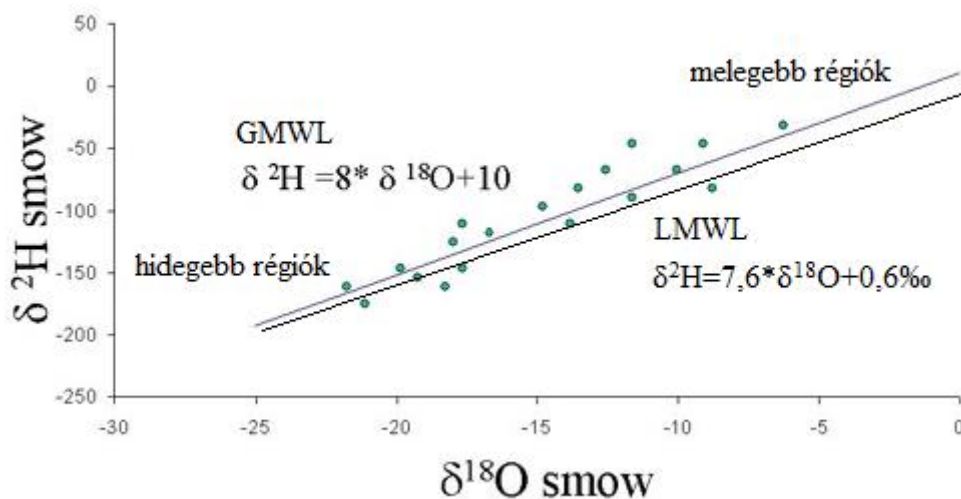 50
0
-50
-100
-150
-200
-250
δ ²H smow
melegebb régiók
GMWL
δ ²H =8* δ ¹⁸O+10
LMWL
δ²H=7,6*δ¹⁸O+0,6‰
hidegebb régiók
-30 -25 -20 -15 -10 -5 0
δ¹⁸O smow